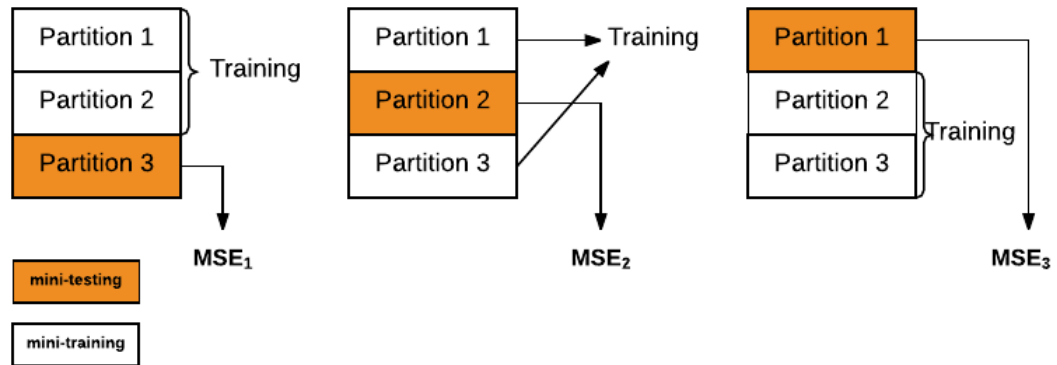 Partition 1
Partition 2
Partition 3
Training
MSE₁
Partition 1
Partition 2
Partition 3
Training
MSE₂
Partition 1
Partition 2
Partition 3
Training
MSE₃
mini-testing
mini-training